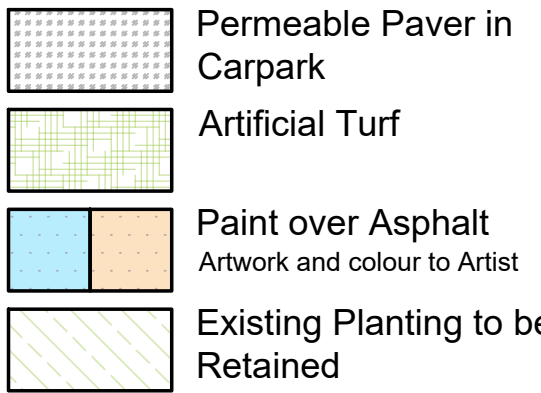 Permeable Paver in
Carpark
Artificial Turf
Paint over Asphalt
Artwork and colour to Artist
Existing Planting to be
Retained